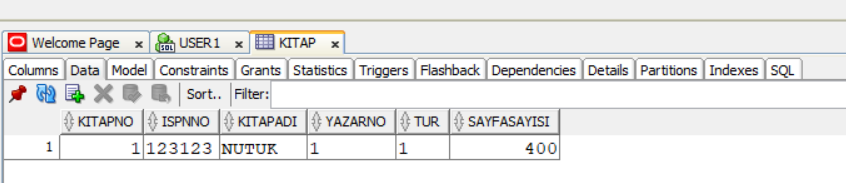 Welcome Page x USER1 x KITAP x
Columns Data Model Constraints Grants Statistics Triggers Flashback Dependencies Details Partitions Indexes SQL
Sort.. Filter:
KITAPNO ISPNNO KITAPADI YAZARNO TUR SAYFASAYISI
1 1 123123 NUTUK 1 1 400